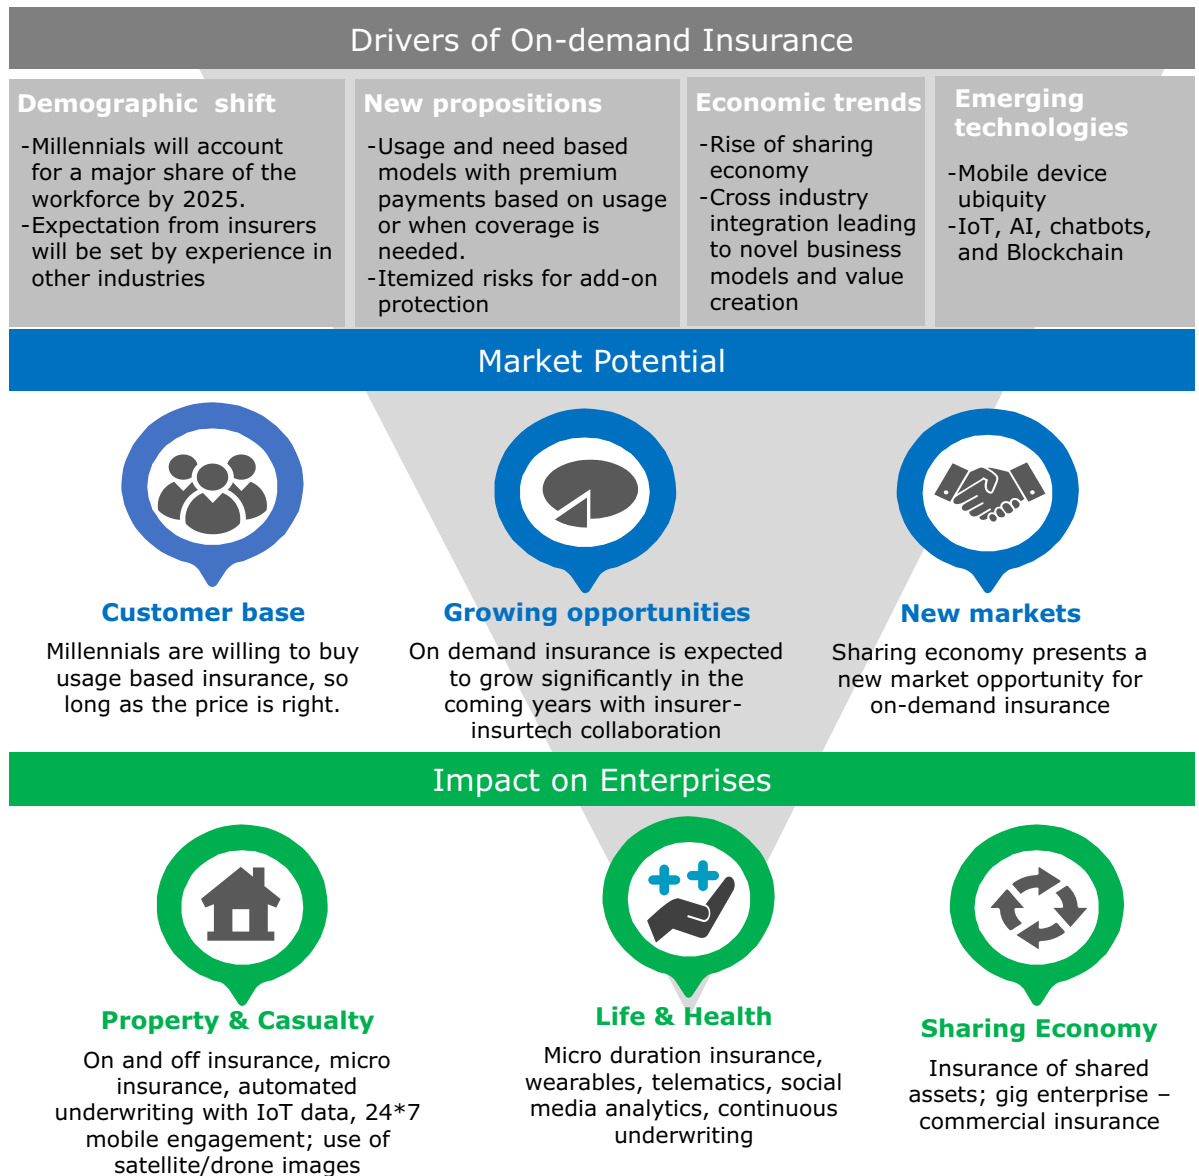 Drivers of On-demand Insurance
Demographic shift
-Millennials will account
for a major share of the
workforce by 2025.
-Expectation from insurers
will be set by experience in
other industries
New propositions
-Usage and need based
models with premium
payments based on usage
or when coverage is
needed.
-Itemized risks for add-on
protection
Economic trends
-Rise of sharing
economy
-Cross industry
integration leading
to novel business
models and value
creation
Emerging
technologies
-Mobile device
ubiquity
-IoT, AI, chatbots,
and Blockchain
Market Potential
Customer base
Millennials are willing to buy
usage based insurance, so
long as the price is right.
Growing opportunities
On demand insurance is expected
to grow significantly in the
coming years with insurer-
insurtech collaboration
New markets
Sharing economy presents a
new market opportunity for
on-demand insurance
Impact on Enterprises
Property & Casualty
On and off insurance, micro
insurance, automated
underwriting with IoT data, 24*7
mobile engagement; use of
satellite/drone images
Life & Health
Micro duration insurance,
wearables, telematics, social
media analytics, continuous
underwriting
Sharing Economy
Insurance of shared
assets; gig enterprise –
commercial insurance